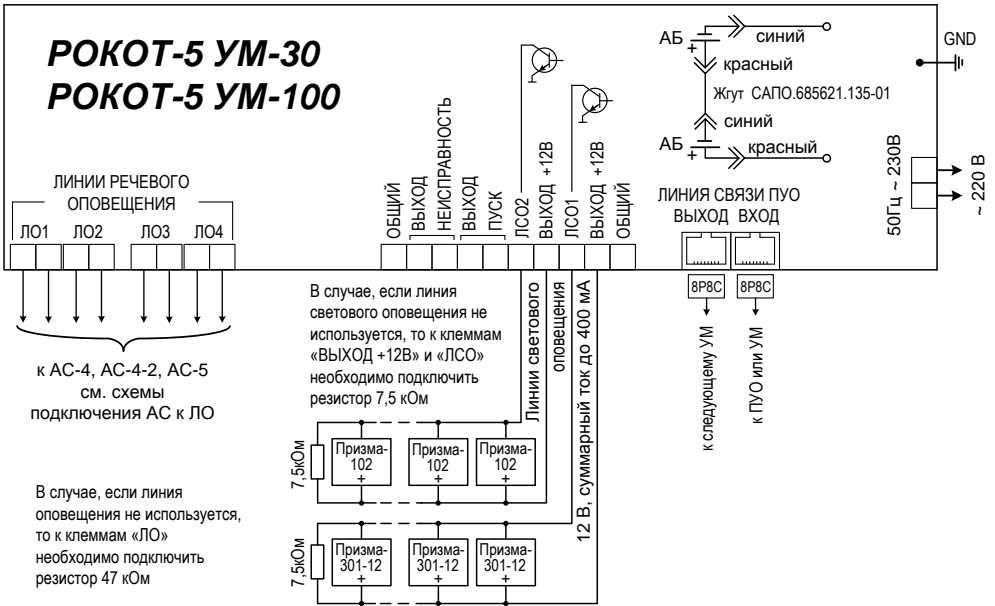 РОКОТ-5 УМ-30
РОКОТ-5 УМ-100
ЛИНИИ РЕЧЕВОГО
ОПОВЕЩЕНИЯ
ЛО1 ЛО2 ЛО3 ЛО4
к АС-4, АС-4-2, АС-5
см. схемы
подключения АС к ЛО
В случае, если линия
оповещения не используется,
то к клеммам «ЛО»
необходимо подключить
резистор 47 кОм
ОБЩИЙ
ВЫХОД
НЕИСПРАВНОСТЬ
ВЫХОД
ПУСК
ЛСО2
ВЫХОД +12В
ЛСО1
ВЫХОД +12В
ОБЩИЙ
В случае, если линия
светового оповещения не
используется, то к клеммам
«ВЫХОД +12В» и «ЛСО»
необходимо подключить
резистор 7,5 кОм
Линии светового
оповещения
12 В, суммарный ток до 400 мА
7,5кОм
Призма-
102
+
Призма-
102
+
Призма-
102
+
7,5кОм
Призма-
301-12
+
Призма-
301-12
+
Призма-
301-12
+
АБ
+
синий
красный
Жгут САПО.685621.135-01
синий
АБ
+
красный
ЛИНИЯ СВЯЗИ ПУО
ВЫХОД ВХОД
8P8C 8P8C
к следующему УМ
к ПУО или УМ
GND
50Гц ~ 230В
~ 220 В